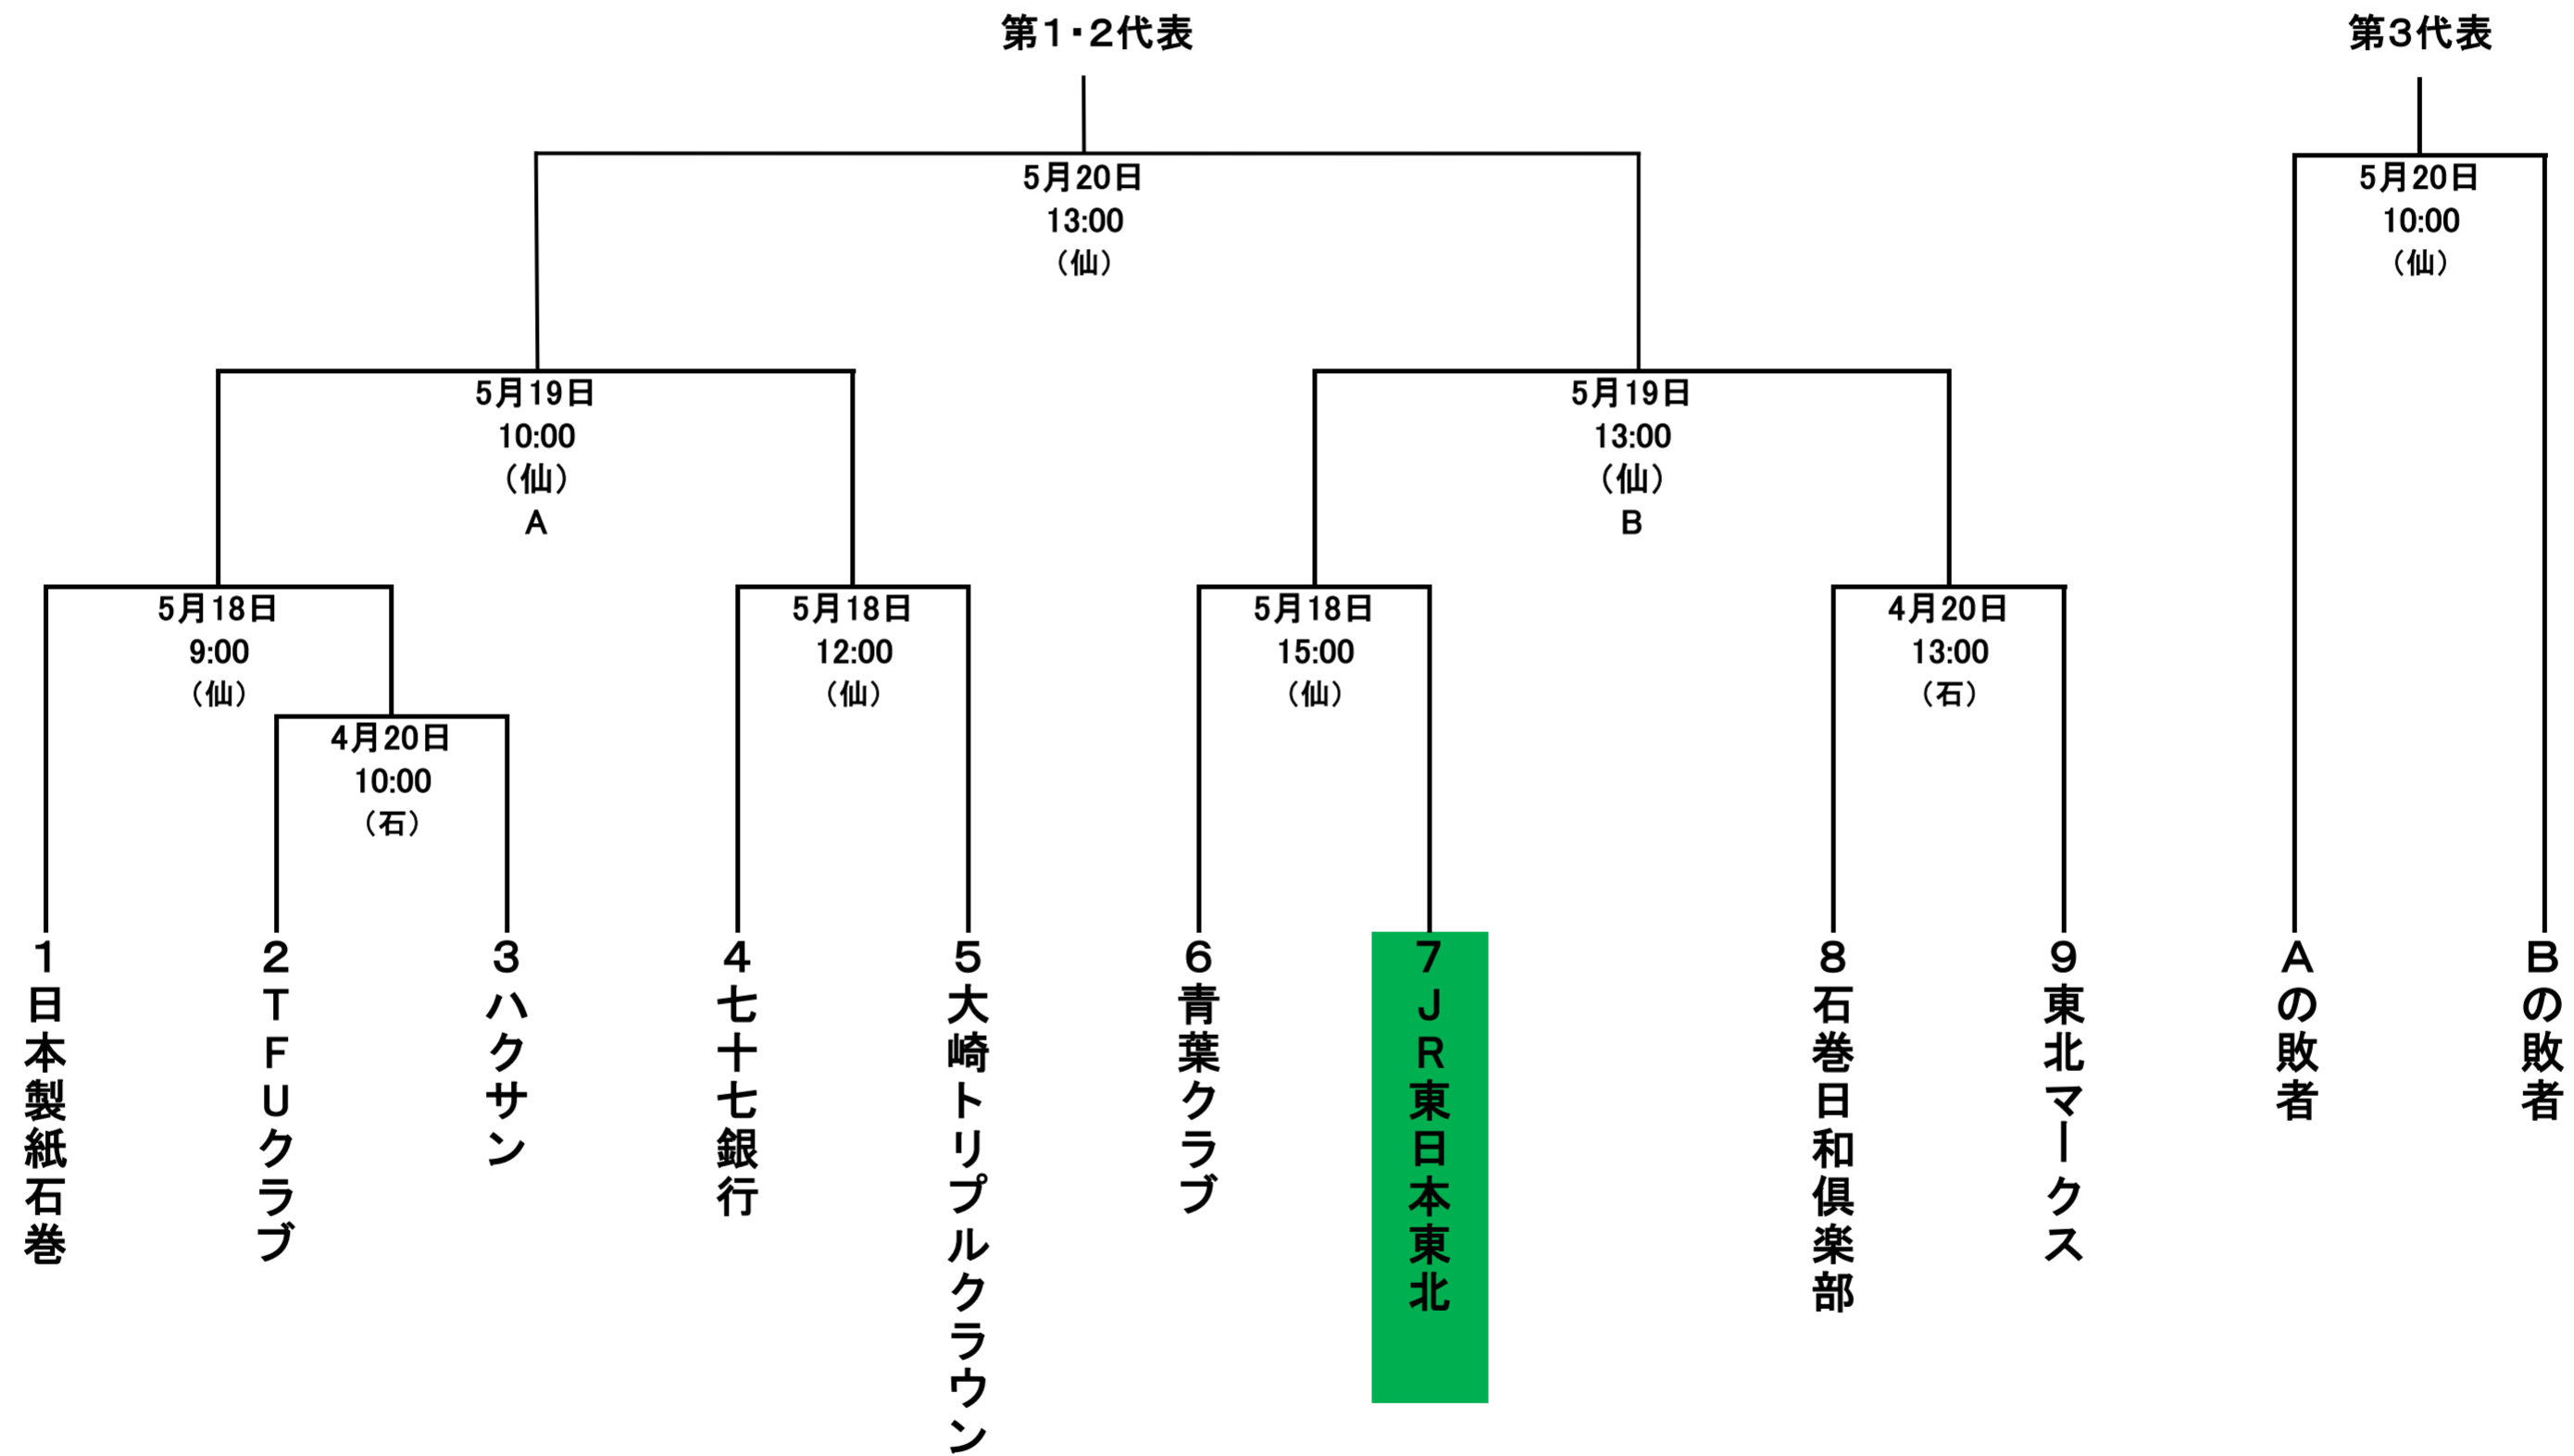 第1・2代表
第3代表
5月20日
13:00
（仙）
5月20日
10:00
（仙）
5月19日
10:00
（仙）
A
5月19日
13:00
（仙）
B
5月18日
9:00
（仙）
5月18日
12:00
（仙）
5月18日
15:00
（仙）
4月20日
13:00
（石）
4月20日
10:00
（石）
1日本製紙石巻
2TFUクラブ
3ハクサン
4七十七銀行
5大崎トリプルクラウン
6青葉クラブ
7JR東日本東北
8石巻日和倶楽部
9東北マークス
Aの敗者
Bの敗者